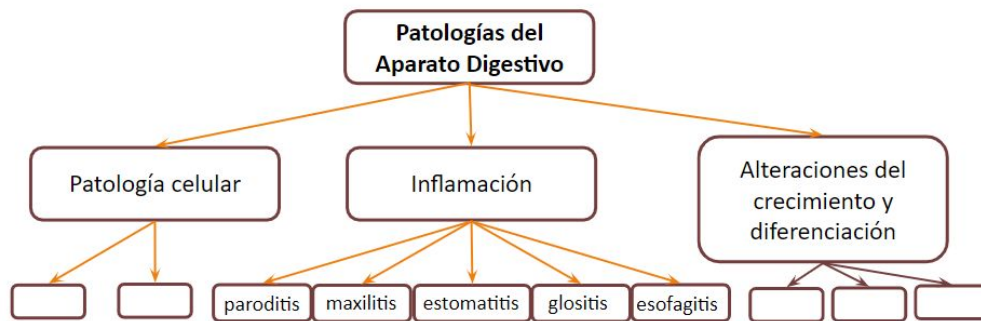 Patologías del
Aparato Digestivo
Patología celular
Inflamación
Alteraciones del
crecimiento y
diferenciación
paroditis
maxilitis
estomatitis
glositis
esofagitis